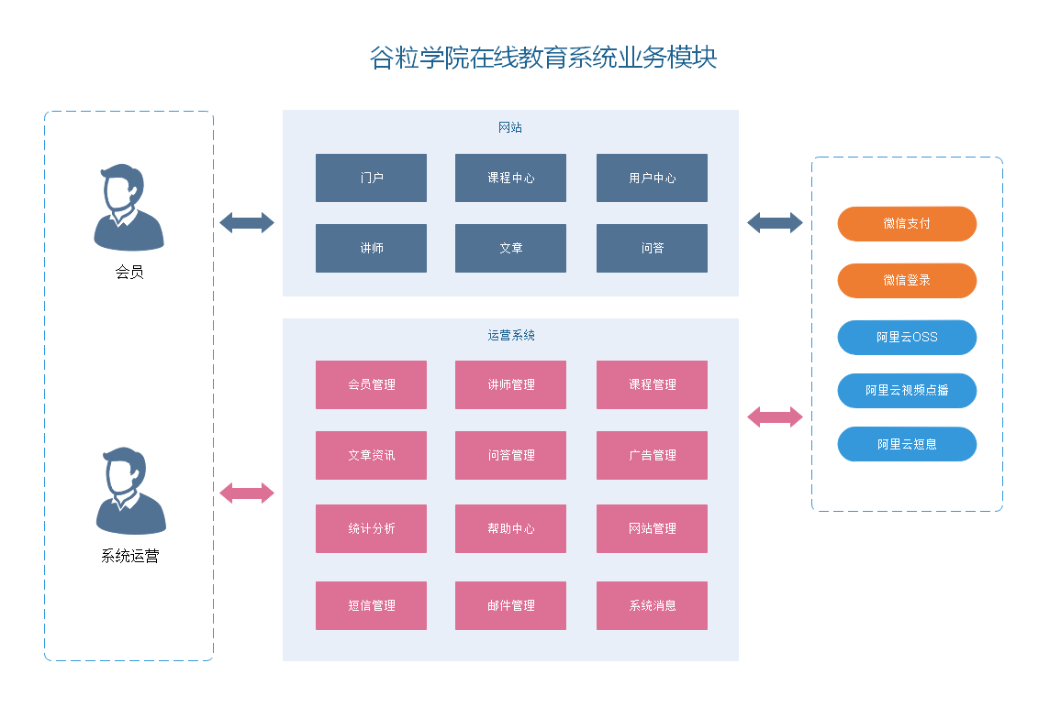 谷粒学院在线教育系统业务模块
会员
系统运营
网站
门户
课程中心
用户中心
讲师
文章
问答
运营系统
会员管理
讲师管理
课程管理
文章资讯
问答管理
广告管理
统计分析
帮助中心
网站管理
短信管理
邮件管理
系统消息
微信支付
微信登录
阿里云OSS
阿里云视频点播
阿里云短息